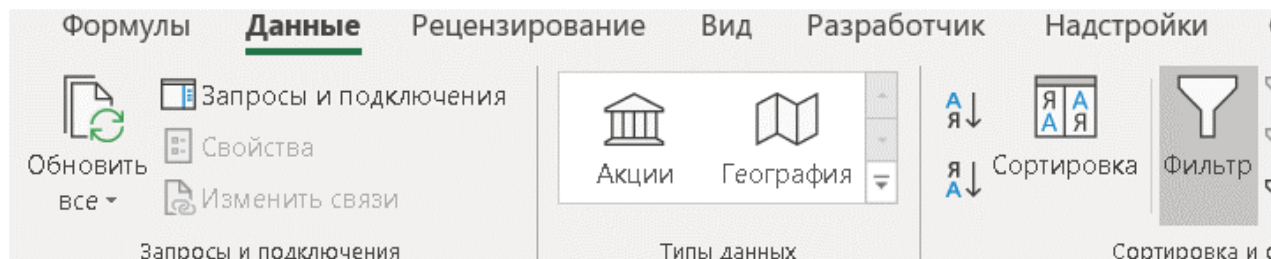 Формулы Данные Рецензирование Вид Разработчик Надстройки
Обновить
все
Запросы и подключения
Свойства
Изменить связи
Запросы и подключения
Акции География
Типы данных
А
Я
Я
А
Я А
А Я
Сортировка
Фильтр
Сортировка и